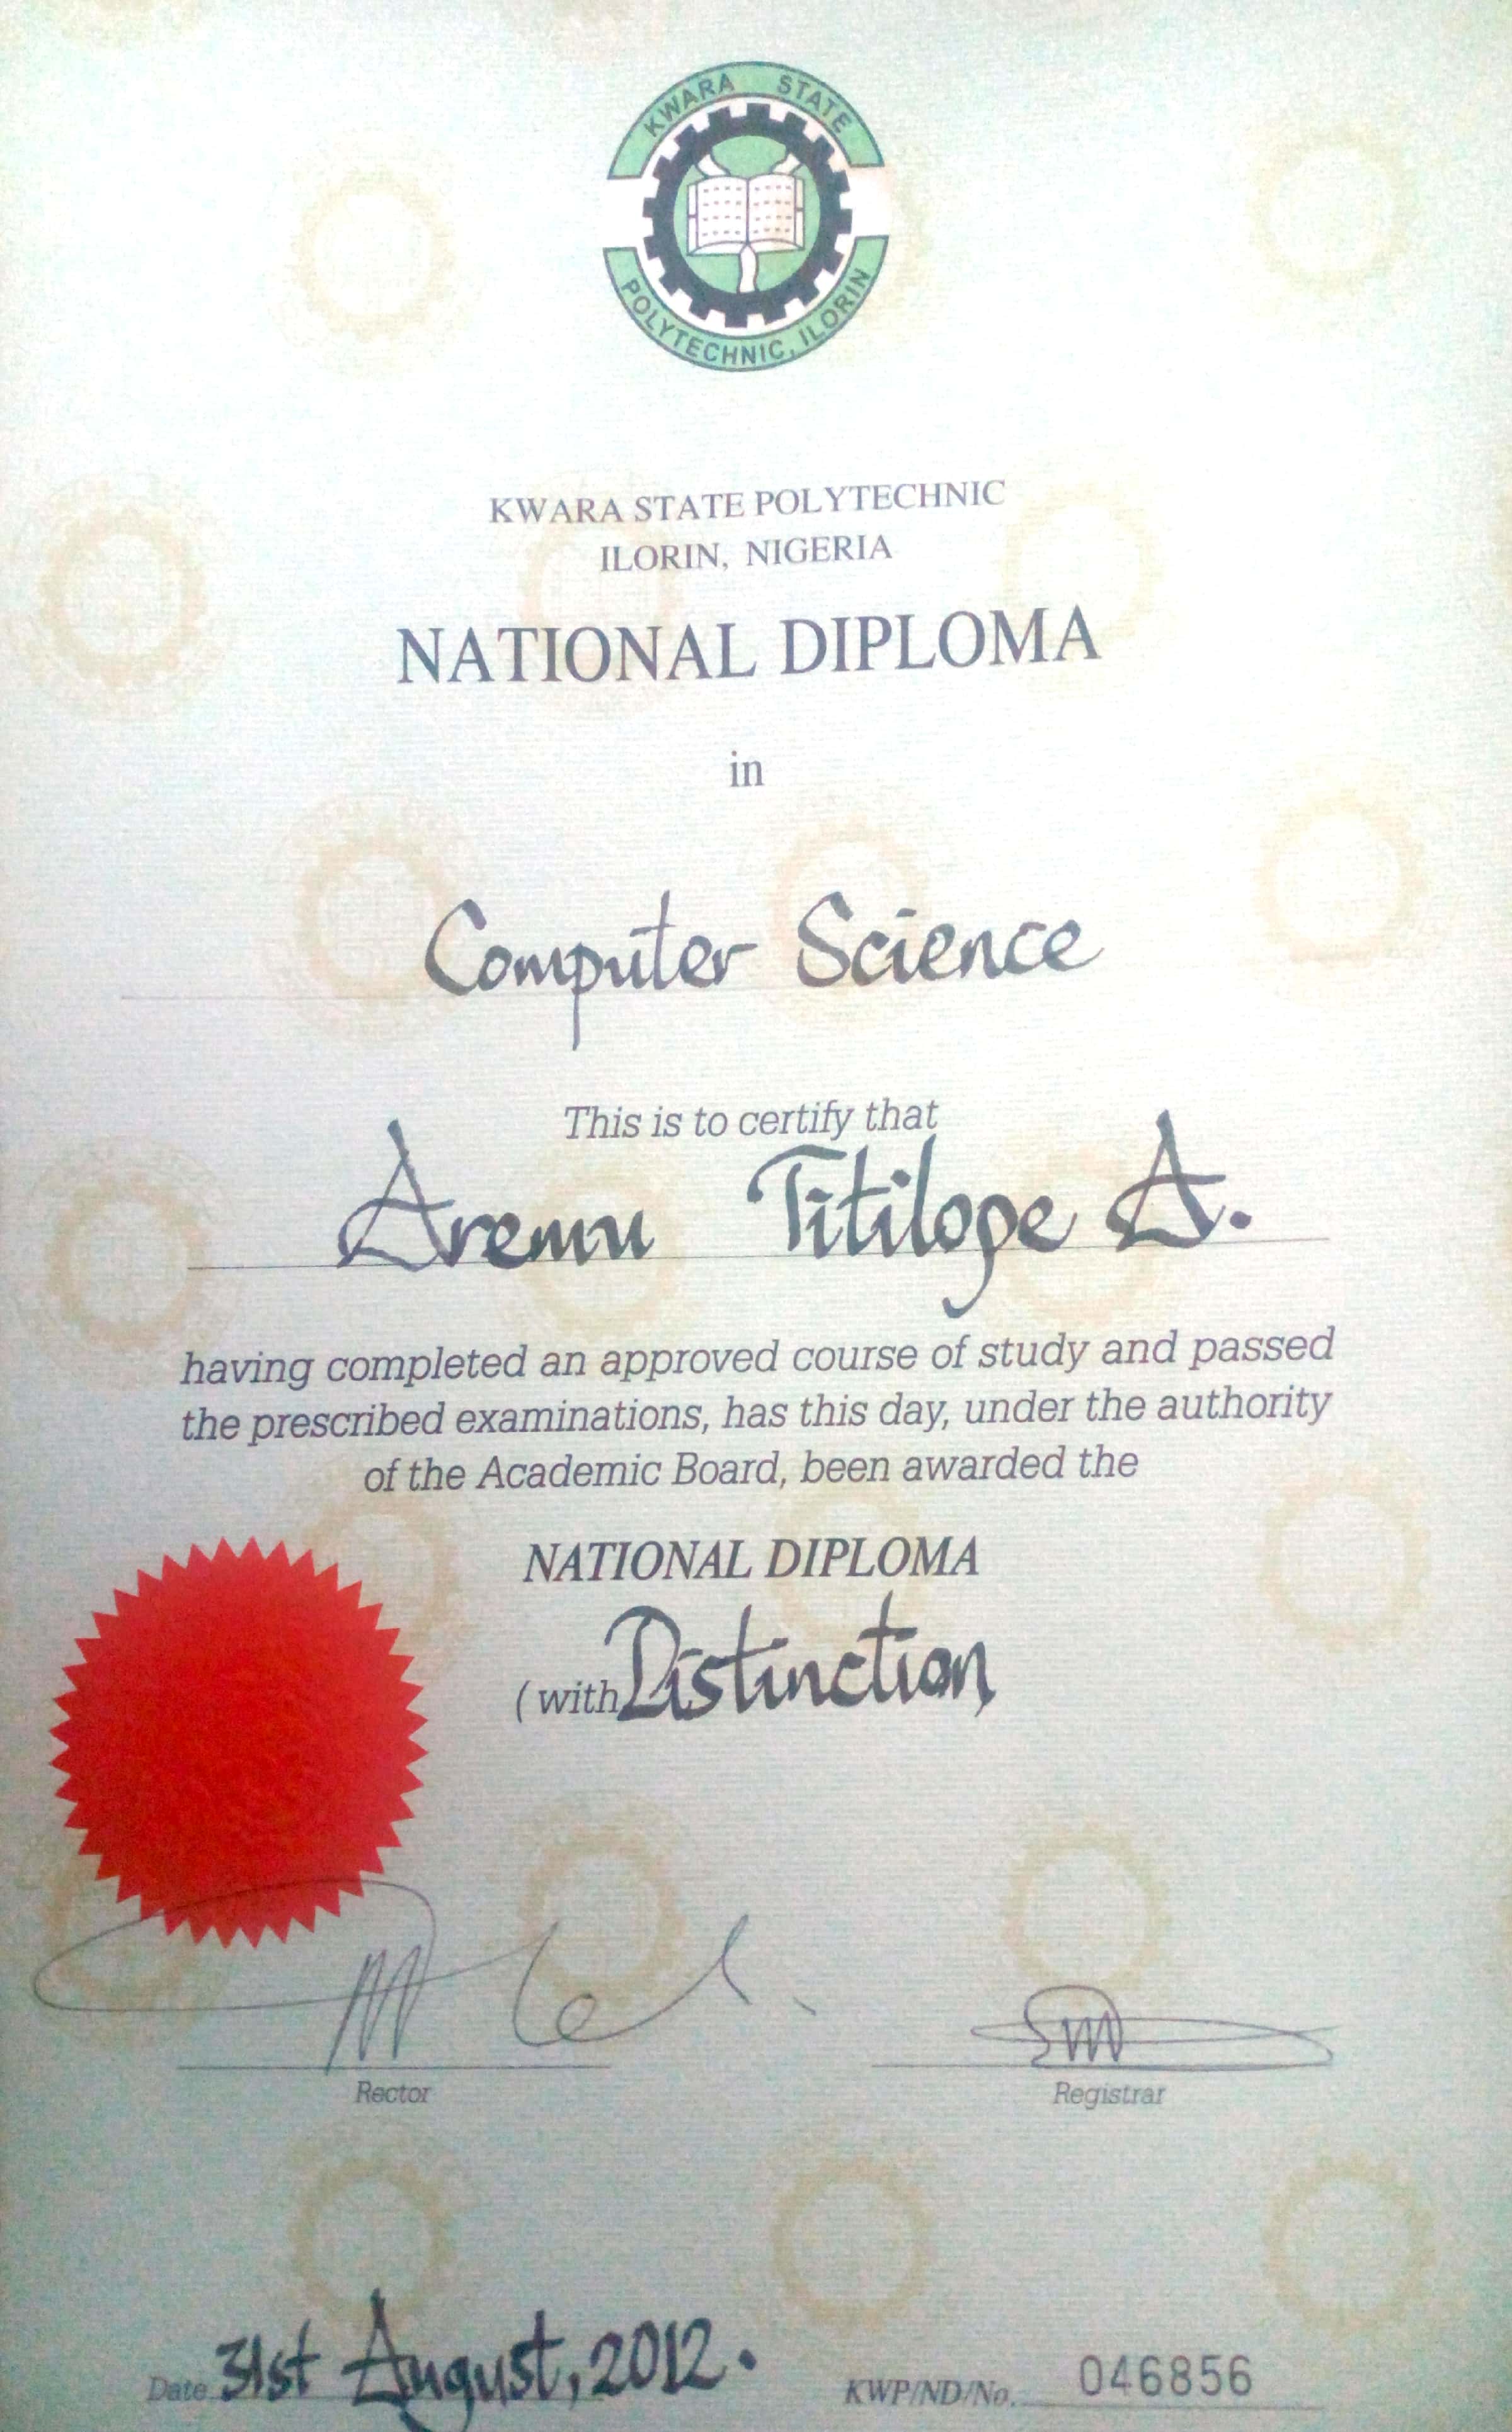 KWARA STATE
POLYTECHNIC, ILORIN
KWARA STATE POLYTECHNIC
ILORIN, NIGERIA
NATIONAL DIPLOMA
in
Computer Science
This is to certify that
Aremu Titilope A.
having completed an approved course of study and passed
the prescribed examinations, has this day, under the authority
of the Academic Board, been awarded the
NATIONAL DIPLOMA
(with Distinction)
Rector Registrar
Date 31st August, 2012. KWP/ND/No. 046856